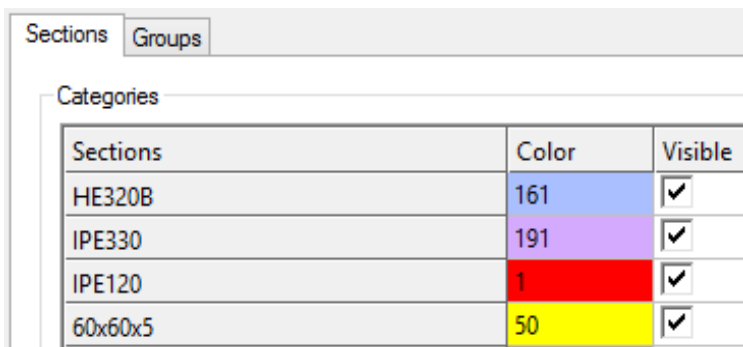 Sections Groups
Categories
Sections Color Visible
HE320B 161
IPE330 191
IPE120 1
60x60x5 50